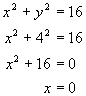 x² + y² = 16
x² + 4² = 16
x² + 16 = 0
x = 0